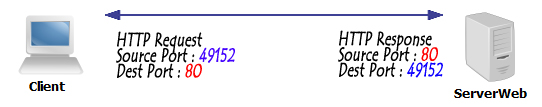 HTTP Request
Source Port : 49152
Dest Port : 80
HTTP Response
Source Port : 80
Dest Port : 49152
Client
ServerWeb